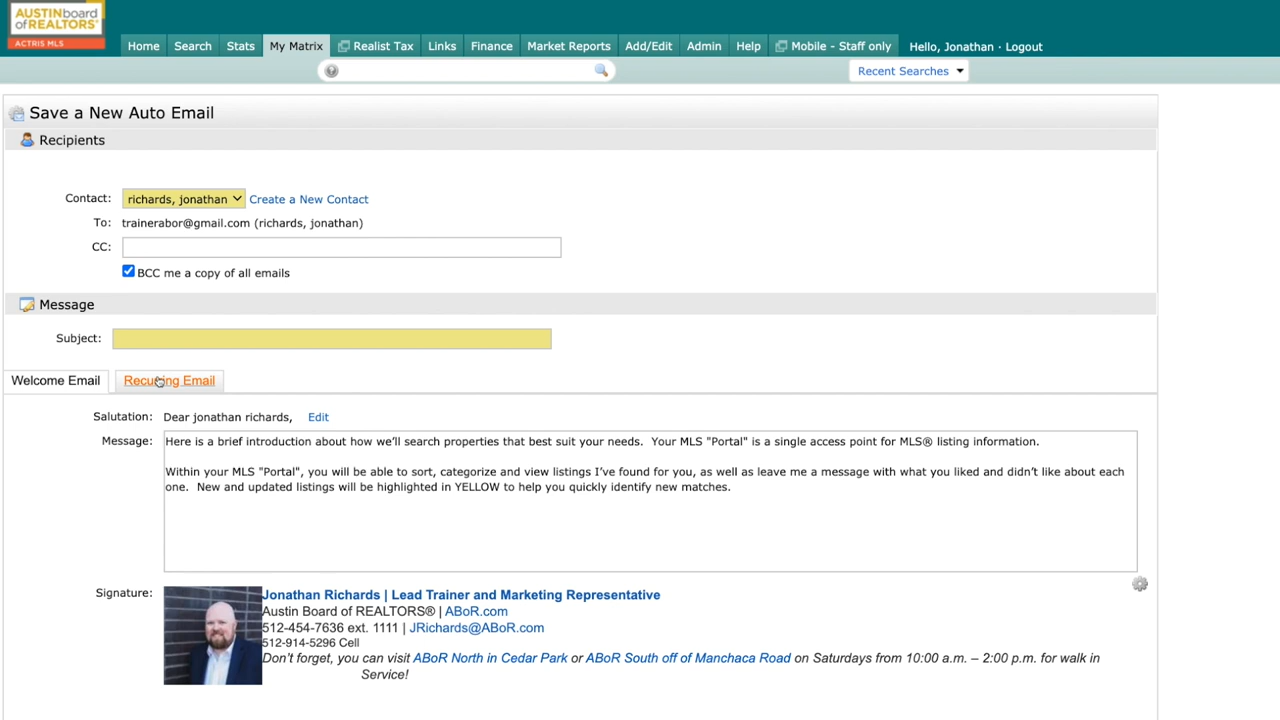 AUSTINboard
of REALTORS®
ACTRIS MLS
Home Search Stats My Matrix Realist Tax Links Finance Market Reports Add/Edit Admin Help Mobile - Staff only Hello, Jonathan · Logout
Recent Searches
Save a New Auto Email
Recipients
Contact: richards, jonathan Create a New Contact
To: trainerabor@gmail.com (richards, jonathan)
CC:
BCC me a copy of all emails
Message
Subject:
Welcome Email Recurring Email
Salutation: Dear jonathan richards, Edit
Message: Here is a brief introduction about how we'll search properties that best suit your needs. Your MLS "Portal" is a single access point for MLS® listing information.
Within your MLS "Portal", you will be able to sort, categorize and view listings I've found for you, as well as leave me a message with what you liked and didn't like about each
one. New and updated listings will be highlighted in YELLOW to help you quickly identify new matches.
Signature: Jonathan Richards | Lead Trainer and Marketing Representative
Austin Board of REALTORS® | ABoR.com
512-454-7636 ext. 1111 | JRichards@ABoR.com
512-914-5296 Cell
Don't forget, you can visit ABoR North in Cedar Park or ABoR South off of Manchaca Road on Saturdays from 10:00 a.m. – 2:00 p.m. for walk in
Service!